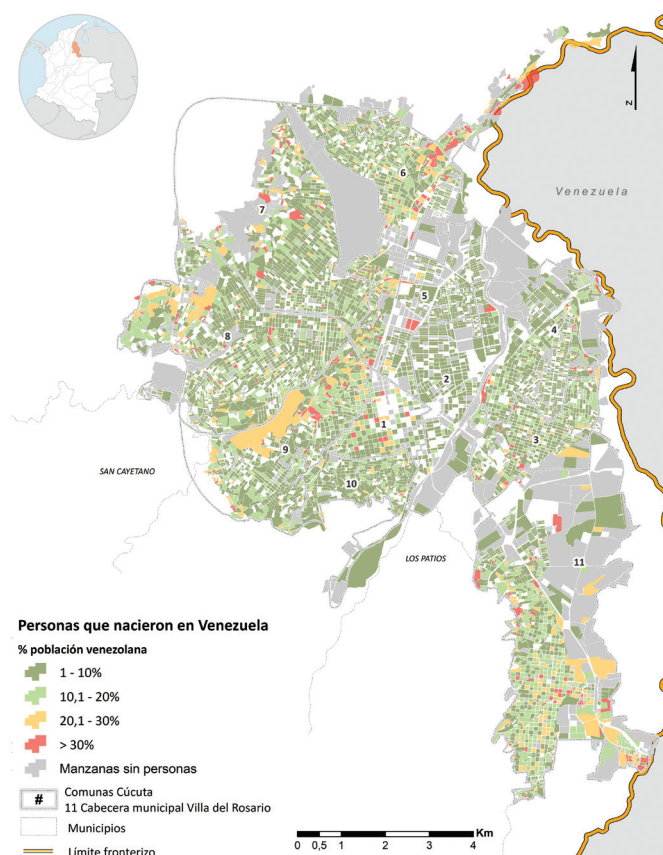 N
Venezuela
6
7
5
4
8
2
1
3
9
10
SAN CAYETANO
LOS PATIOS
11
Personas que nacieron en Venezuela
% población venezolana
1 - 10%
10,1 - 20%
20,1 - 30%
> 30%
Manzanas sin personas
# Comunas Cúcuta
11 Cabecera municipal Villa del Rosario
Municipios
Límite fronterizo
Km
0 0,5 1 2 3 4